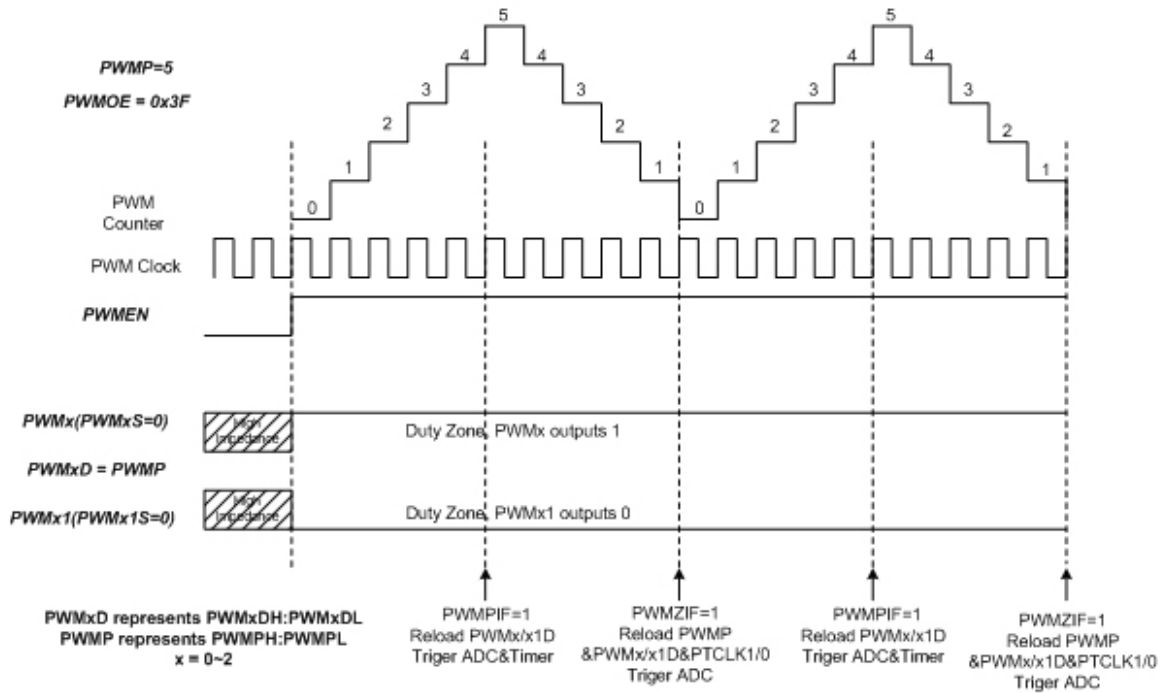 5
5
4
4
4
4
PWMP=5
3
3
3
3
PWMOE = 0x3F
2
2
2
2
1
1
1
1
PWM
Counter
0
0
PWM Clock
PWMEN
PWMx(PWMxS=0)
High
Impedance
Duty Zone, PWMx outputs 1
PWMxD = PWMP
PWMx1(PWMx1S=0)
High
Impedance
Duty Zone, PWMx1 outputs 0
PWMxD represents PWMxDH:PWMxDL
PWMP represents PWMPH:PWMPL
x = 0~2
PWMPIF=1
Reload PWMx/x1D
Triger ADC&Timer
PWMZIF=1
Reload PWMP
&PWMx/x1D&PTCLK1/0
Triger ADC
PWMPIF=1
Reload PWMx/x1D
Triger ADC&Timer
PWMZIF=1
Reload PWMP
&PWMx/x1D&PTCLK1/0
Triger ADC